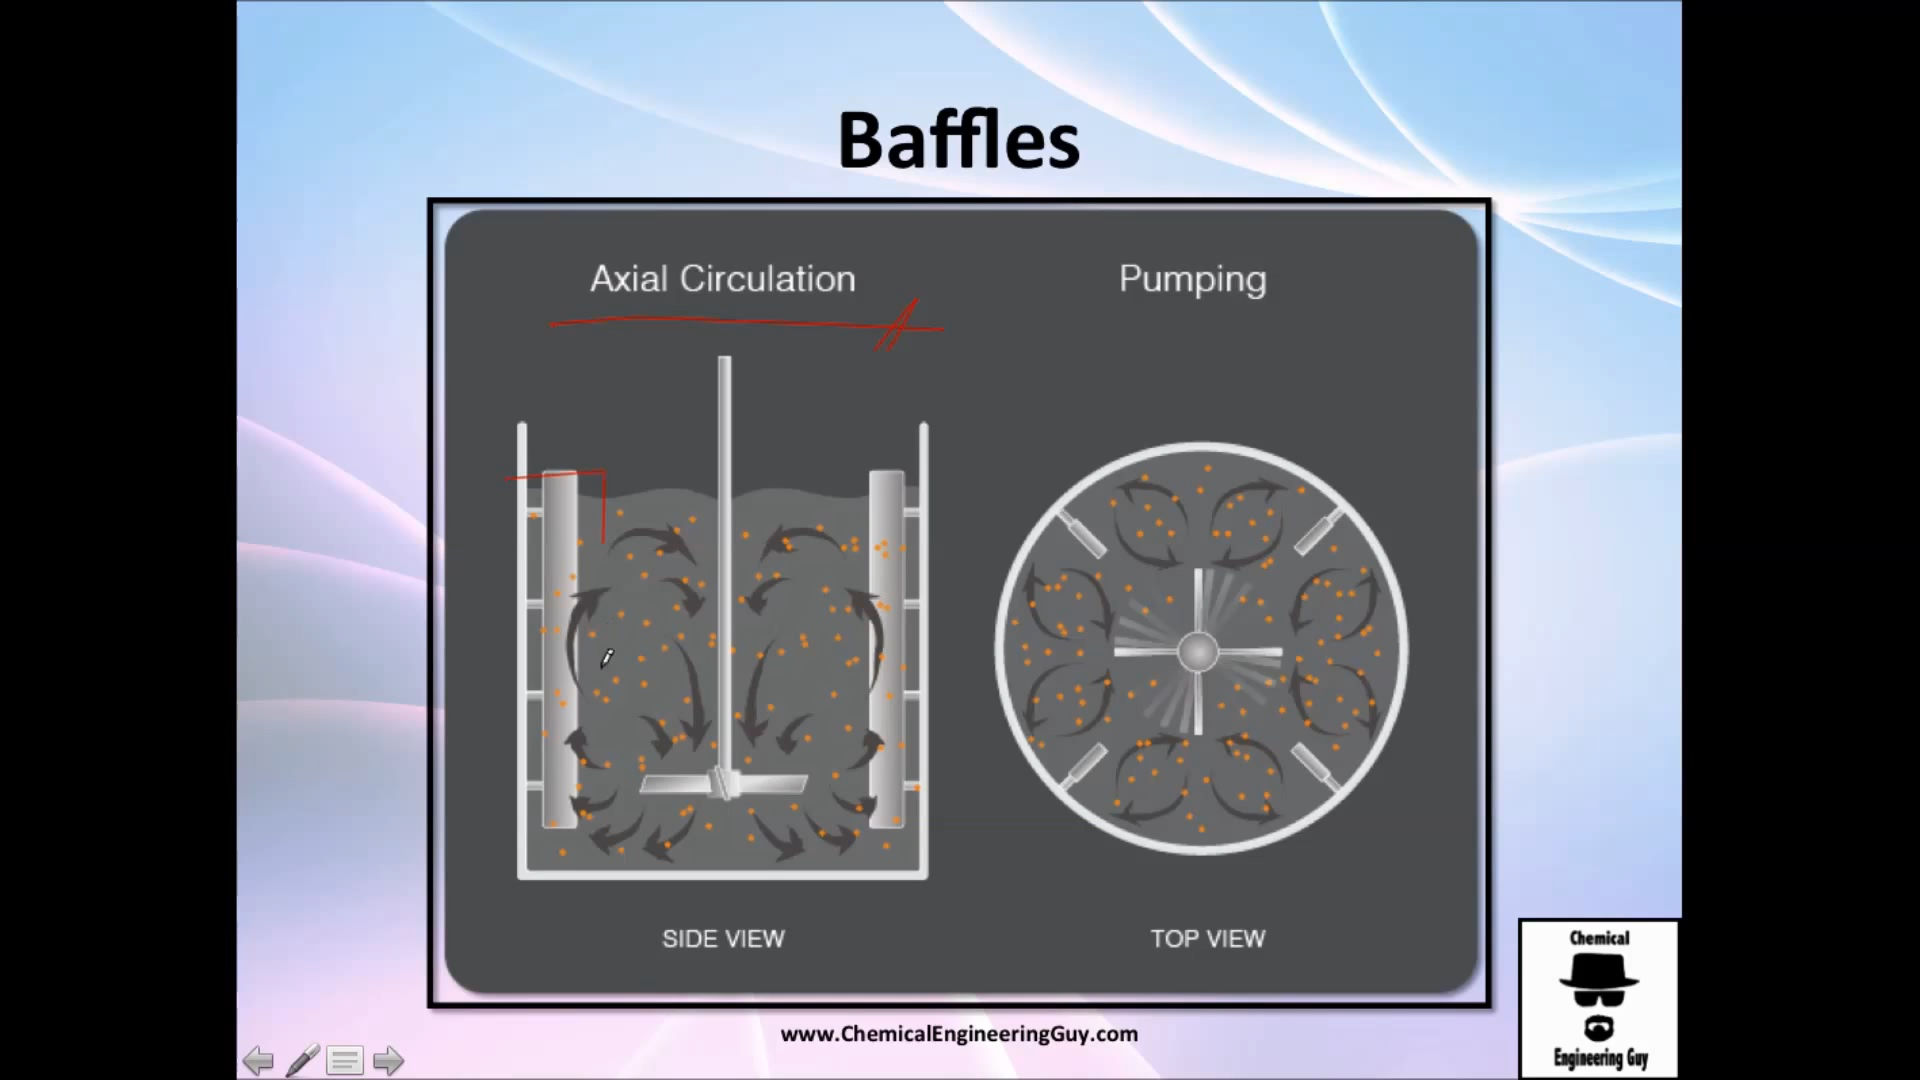 Baffles
Axial Circulation
Pumping
SIDE VIEW
TOP VIEW
www.ChemicalEngineeringGuy.com
Chemical
Engineering Guy